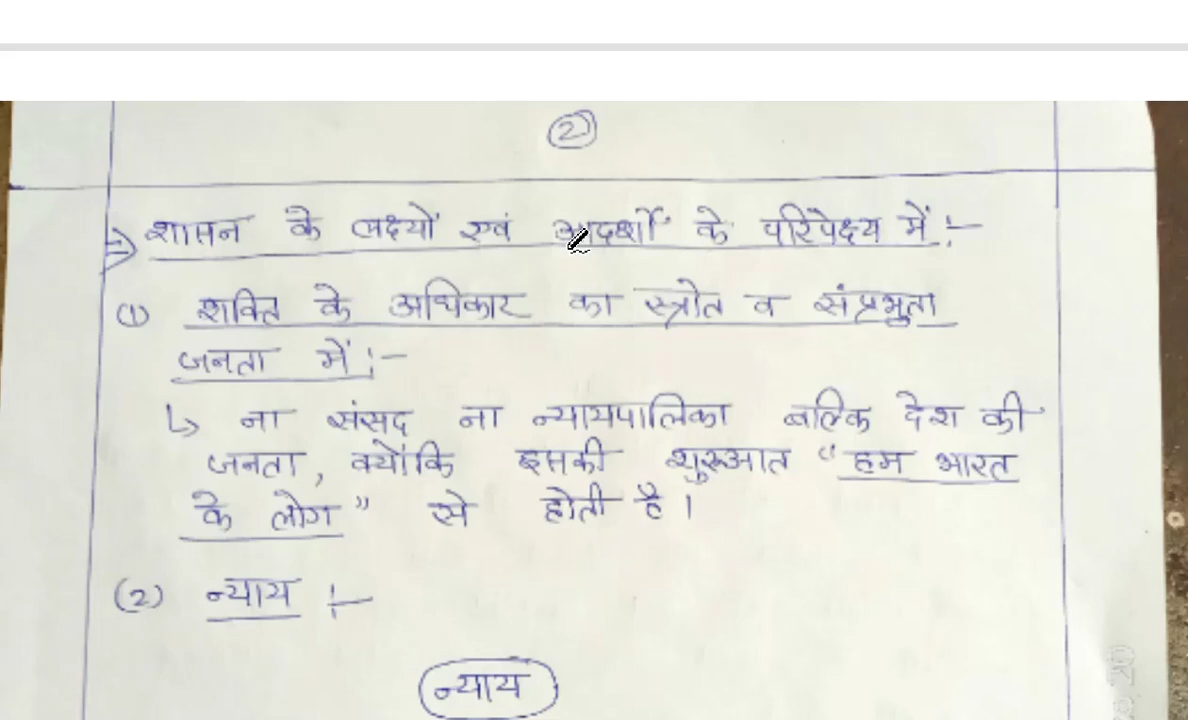 ②
⇒ शासन के लक्ष्यों एवं आदर्शों के परिपेक्ष्य में :-
(1) शक्ति के अधिकार का स्त्रोत व संप्रभुता
जनता में :-
↳ ना संसद ना न्यायपालिका बल्कि देश की
जनता, क्योंकि इसकी शुरुआत "हम भारत
के लोग" से होती है।
(2) न्याय :-
न्याय